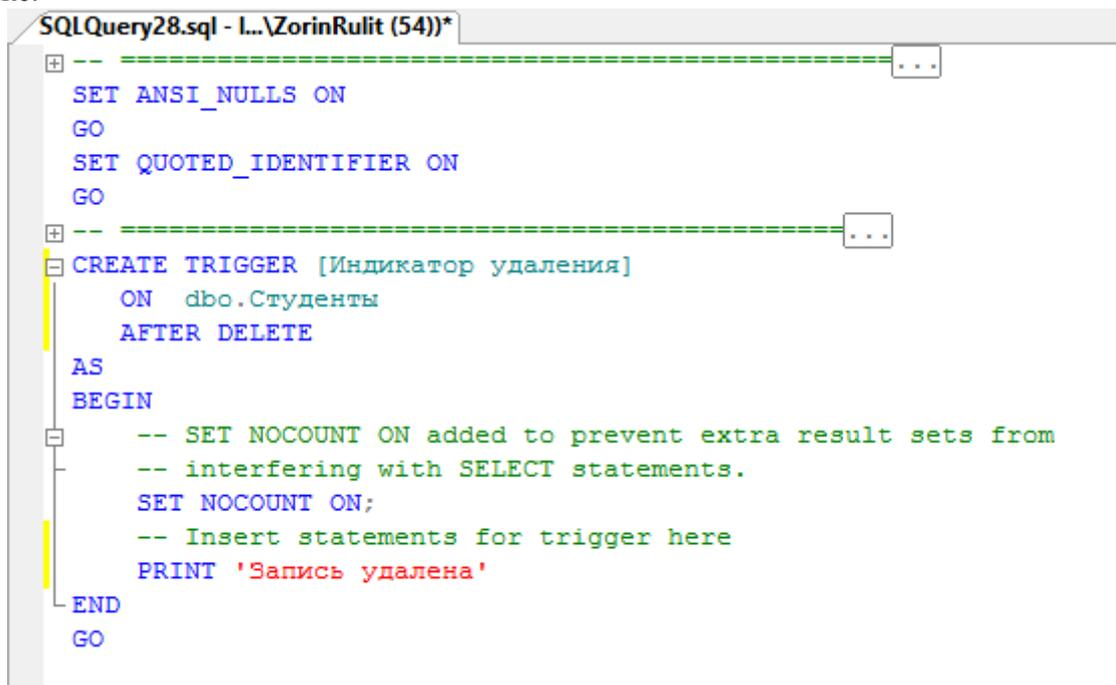 SQLQuery28.sql - l...\ZorinRulit (54))*
-- ================================================...
SET ANSI_NULLS ON
GO
SET QUOTED_IDENTIFIER ON
GO
-- =============================================...
CREATE TRIGGER [Индикатор удаления]
ON dbo.Студенты
AFTER DELETE
AS
BEGIN
-- SET NOCOUNT ON added to prevent extra result sets from
-- interfering with SELECT statements.
SET NOCOUNT ON;
-- Insert statements for trigger here
PRINT 'Запись удалена'
END
GO